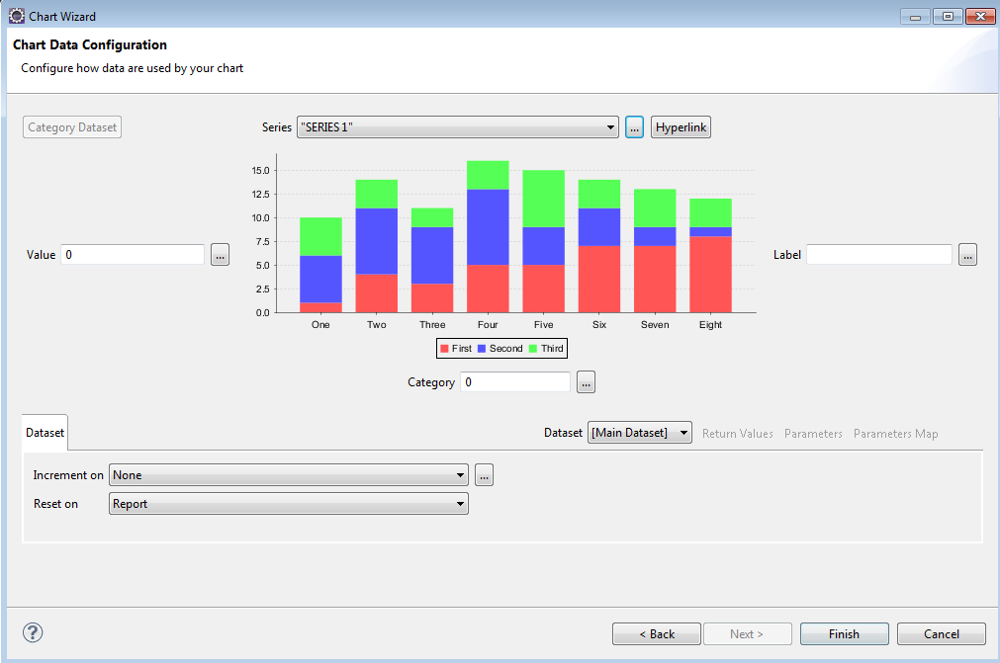 Chart Wizard
Chart Data Configuration
Configure how data are used by your chart
Category Dataset
Series "SERIES 1" ... Hyperlink
15.0
12.5
10.0
7.5
5.0
2.5
0.0
Value 0 ...
Label ...
One Two Three Four Five Six Seven Eight
First Second Third
Category 0 ...
Dataset
Dataset [Main Dataset] Return Values Parameters Parameters Map
Increment on None ...
Reset on Report
?
< Back Next > Finish Cancel